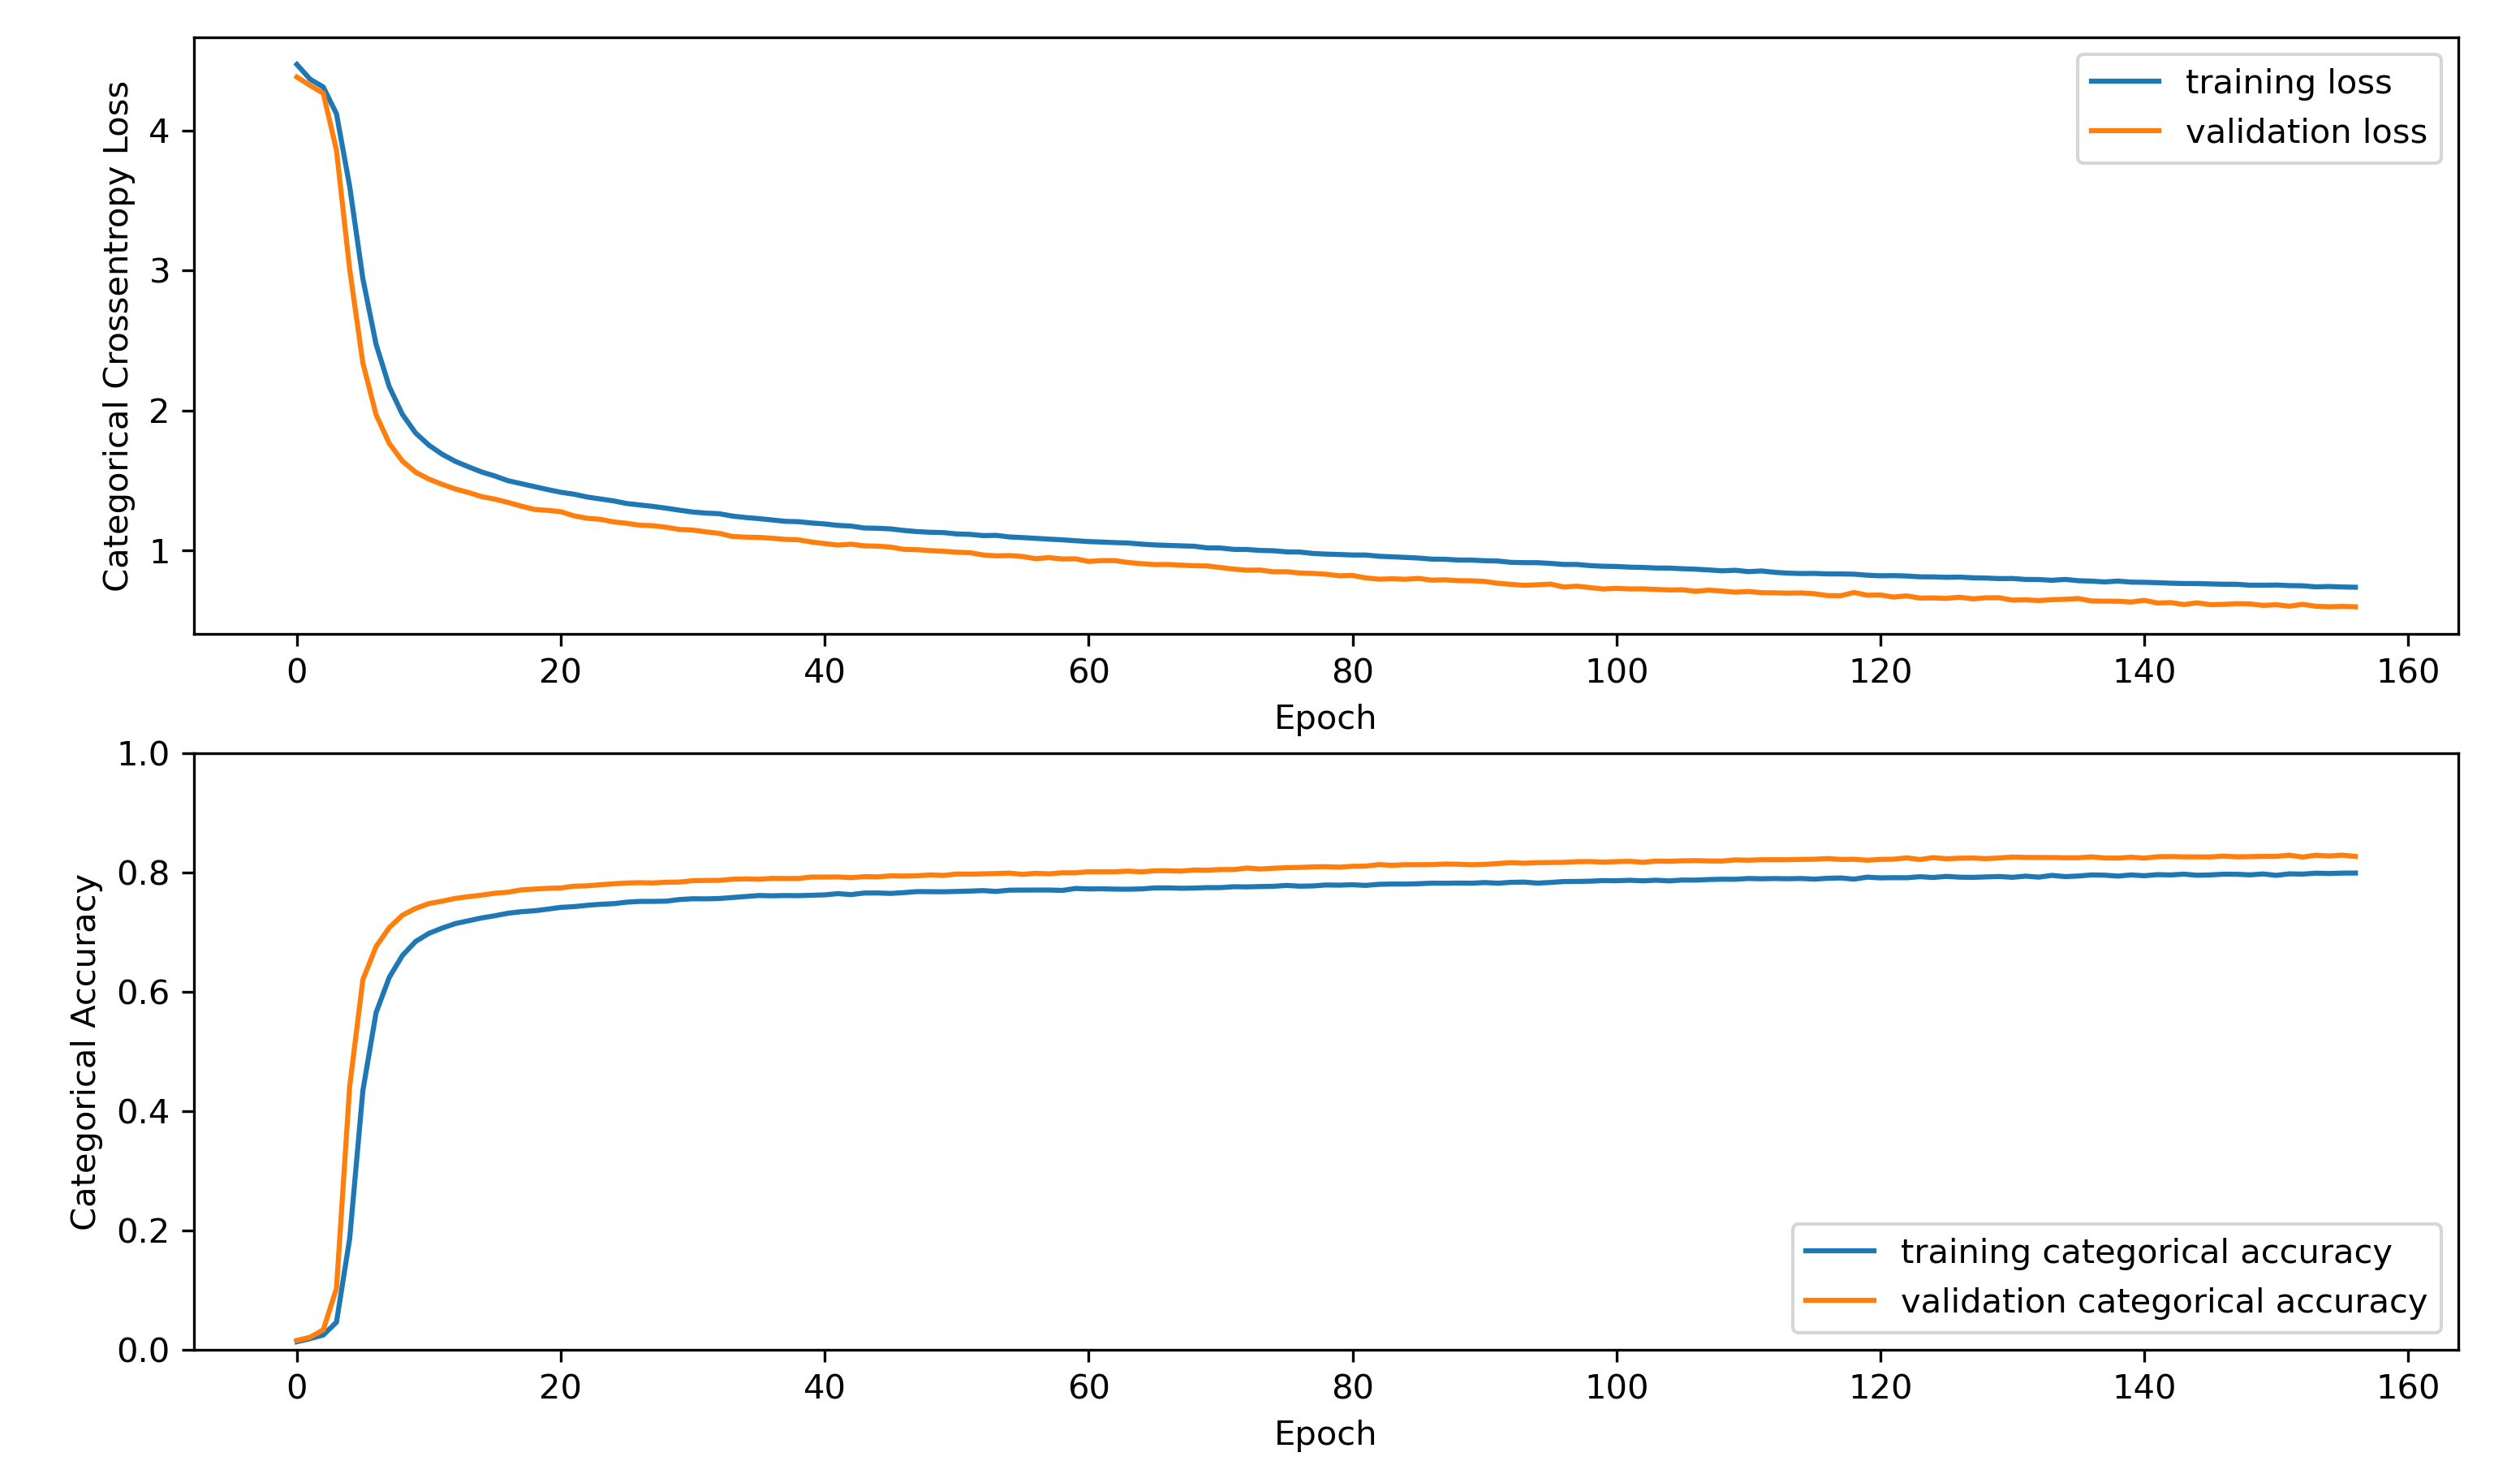 Categorical Crossentropy Loss
4
3
2
1
training loss
validation loss
0 20 40 60 80 100 120 140 160
Epoch
Categorical Accuracy
1.0
0.8
0.6
0.4
0.2
0.0
training categorical accuracy
validation categorical accuracy
0 20 40 60 80 100 120 140 160
Epoch